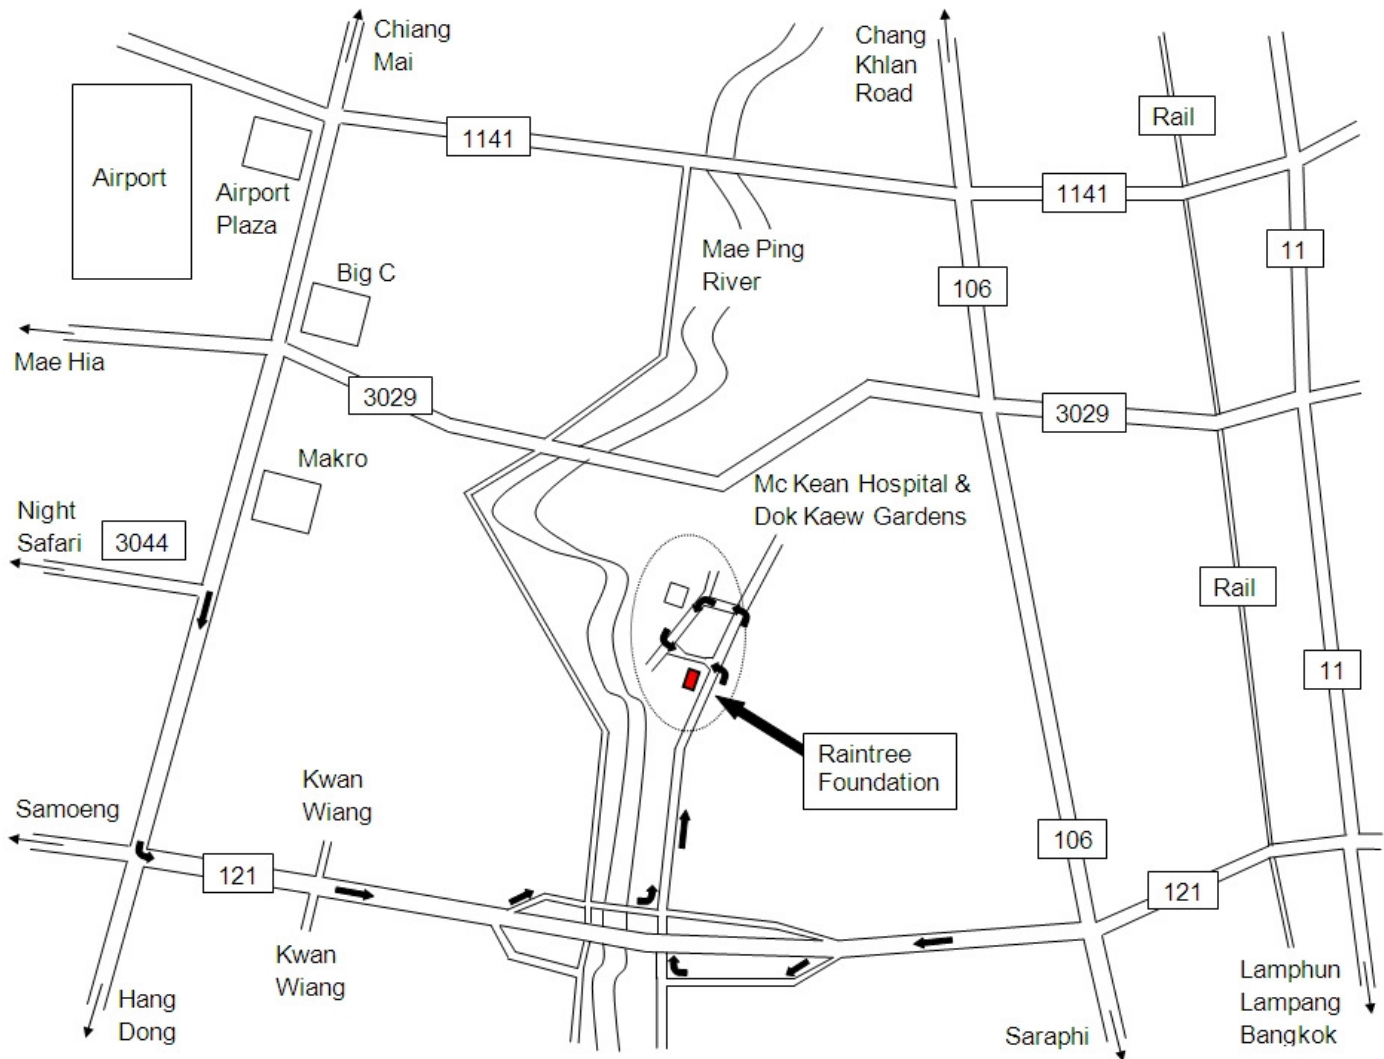 Chiang
Mai
Chang
Khlan
Road
Rail
1141
Airport
Airport
Plaza
1141
Mae Ping
River
11
Big C
106
Mae Hia
3029
3029
Makro
Mc Kean Hospital &
Dok Kaew Gardens
Night
Safari
3044
Rail
11
Raintree
Foundation
Kwan
Wiang
Samoeng
106
121
121
Kwan
Wiang
Hang
Dong
Saraphi
Lamphun
Lampang
Bangkok